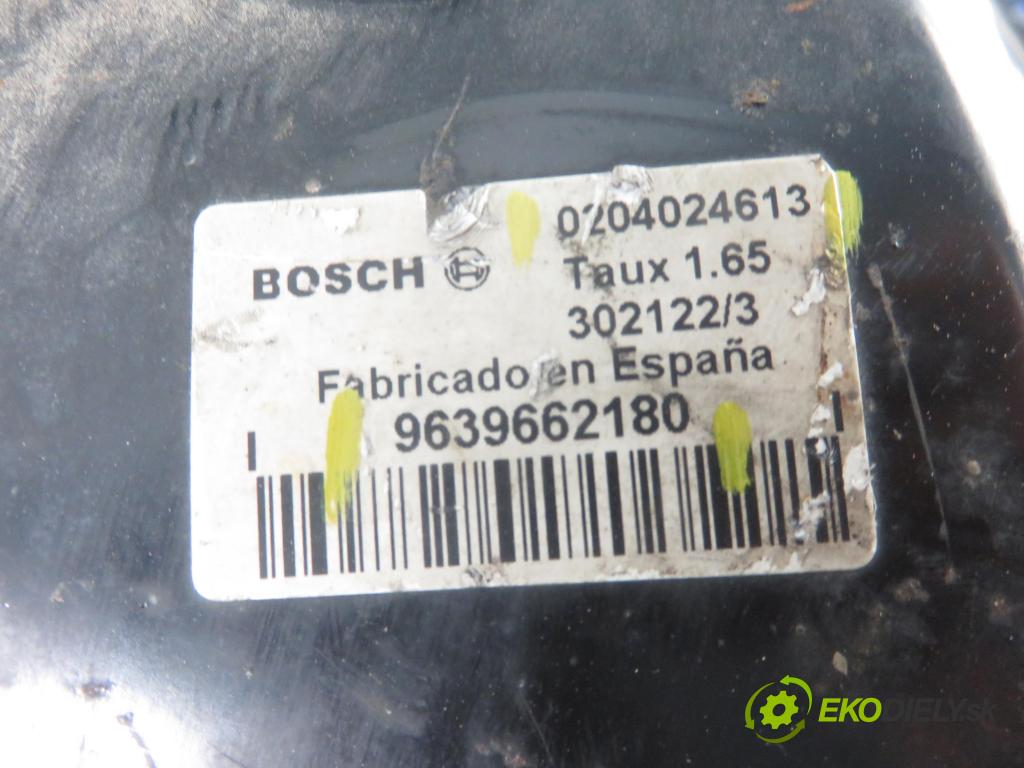 0204024613
BOSCH Taux 1.65
302122/3
Fabricado en España
9639662180
EKODIELY.sk